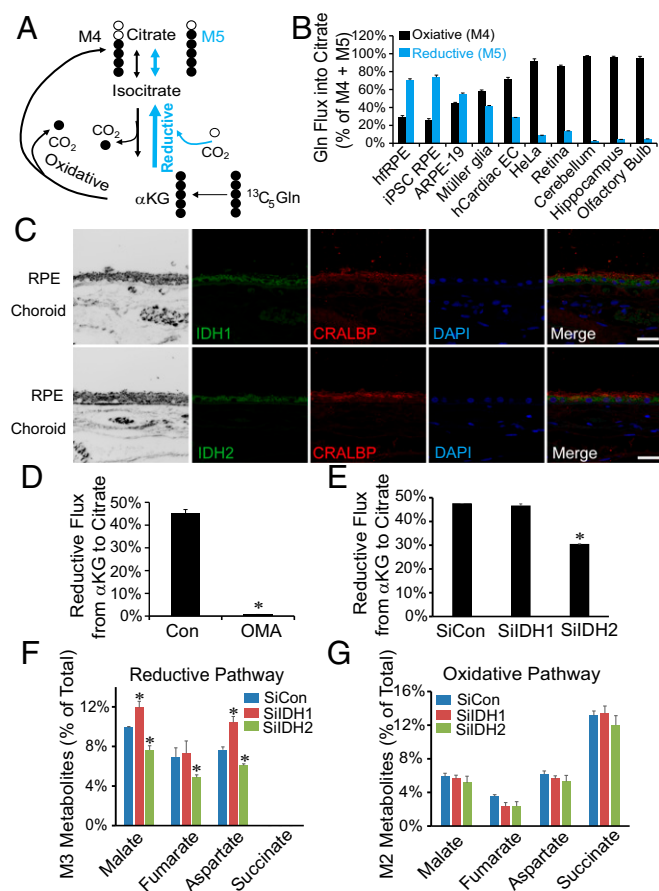 A
M4
Citrate
M5
Isocitrate
CO2
CO2
Oxidative
Reductive
CO2
αKG
13C5Gln
B
Gln Flux into Citrate
(% of M4 + M5)
Oxiative (M4)
Reductive (M5)
100%
80%
60%
40%
20%
0%
hfRPE
iPSC RPE
ARPE-19
Müller glia
hCardiac EC
HeLa
Retina
Cerebellum
Hippocampus
Olfactory Bulb
C
RPE
Choroid
IDH1
CRALBP
DAPI
Merge
RPE
Choroid
IDH2
CRALBP
DAPI
Merge
D
Reductive Flux
from αKG to Citrate
50%
40%
30%
20%
10%
0%
*
Con
OMA
E
Reductive Flux
from αKG to Citrate
50%
40%
30%
20%
10%
0%
*
SiCon
SiIDH1
SiIDH2
F
Reductive Pathway
M3 Metabolites (% of Total)
12%
8%
4%
0%
SiCon
SiIDH1
SiIDH2
* * * * *
Malate
Fumarate
Aspartate
Succinate
G
Oxidative Pathway
M2 Metabolites (% of Total)
16%
12%
8%
4%
0%
SiCon
SiIDH1
SiIDH2
Malate
Fumarate
Aspartate
Succinate